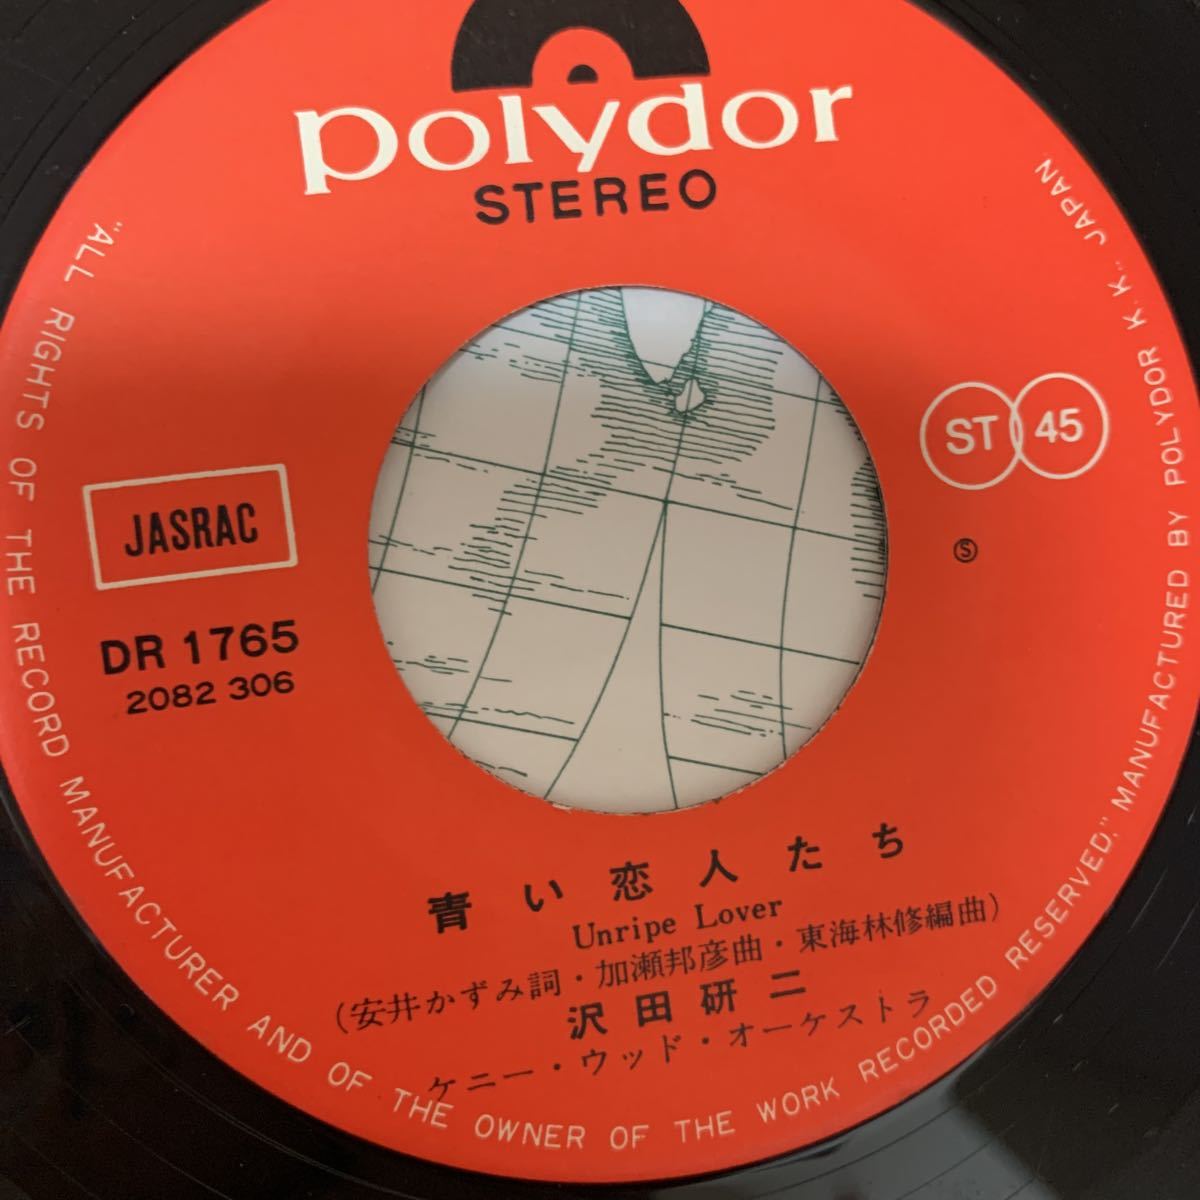 polydor
STEREO
JASRAC
ST 45
Ⓢ
DR 1765
2082 306
青い恋人たち
Unripe Lover
(安井かずみ詞・加瀬邦彦曲・東海林修編曲)
沢田研二
ケニー・ウッド・オーケストラ
"ALL RIGHTS OF THE RECORD MANUFACTURER AND OF THE OWNER OF THE WORK RECORDED RESERVED." MANUFACTURED BY POLYDOR K.K., JAPAN